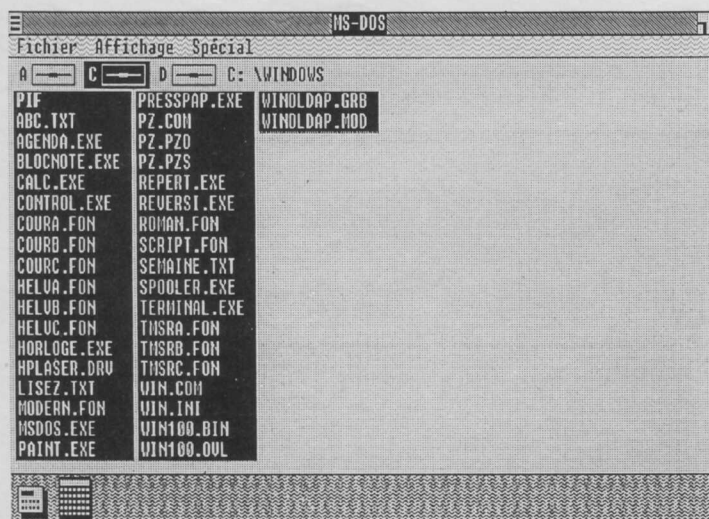 MS-DOS
Fichier Affichage Spécial
A C D C: \WINDOWS
PIF
ABC.TXT
AGENDA.EXE
BLOCNOTE.EXE
CALC.EXE
CONTROL.EXE
COURA.FON
COURB.FON
COURC.FON
HELVA.FON
HELVB.FON
HELVC.FON
HORLOGE.EXE
HPLASER.DRV
LISEZ.TXT
MODERN.FON
MSDOS.EXE
PAINT.EXE
PRESSPAP.EXE
PZ.COM
PZ.PZO
PZ.PZS
REPERT.EXE
REVERSI.EXE
ROMAN.FON
SCRIPT.FON
SEMAINE.TXT
SPOOLER.EXE
TERMINAL.EXE
TMSRA.FON
TMSRB.FON
TMSRC.FON
WIN.COM
WIN.INI
WIN100.BIN
WIN100.OVL
WINOLDAP.GRB
WINOLDAP.MOD